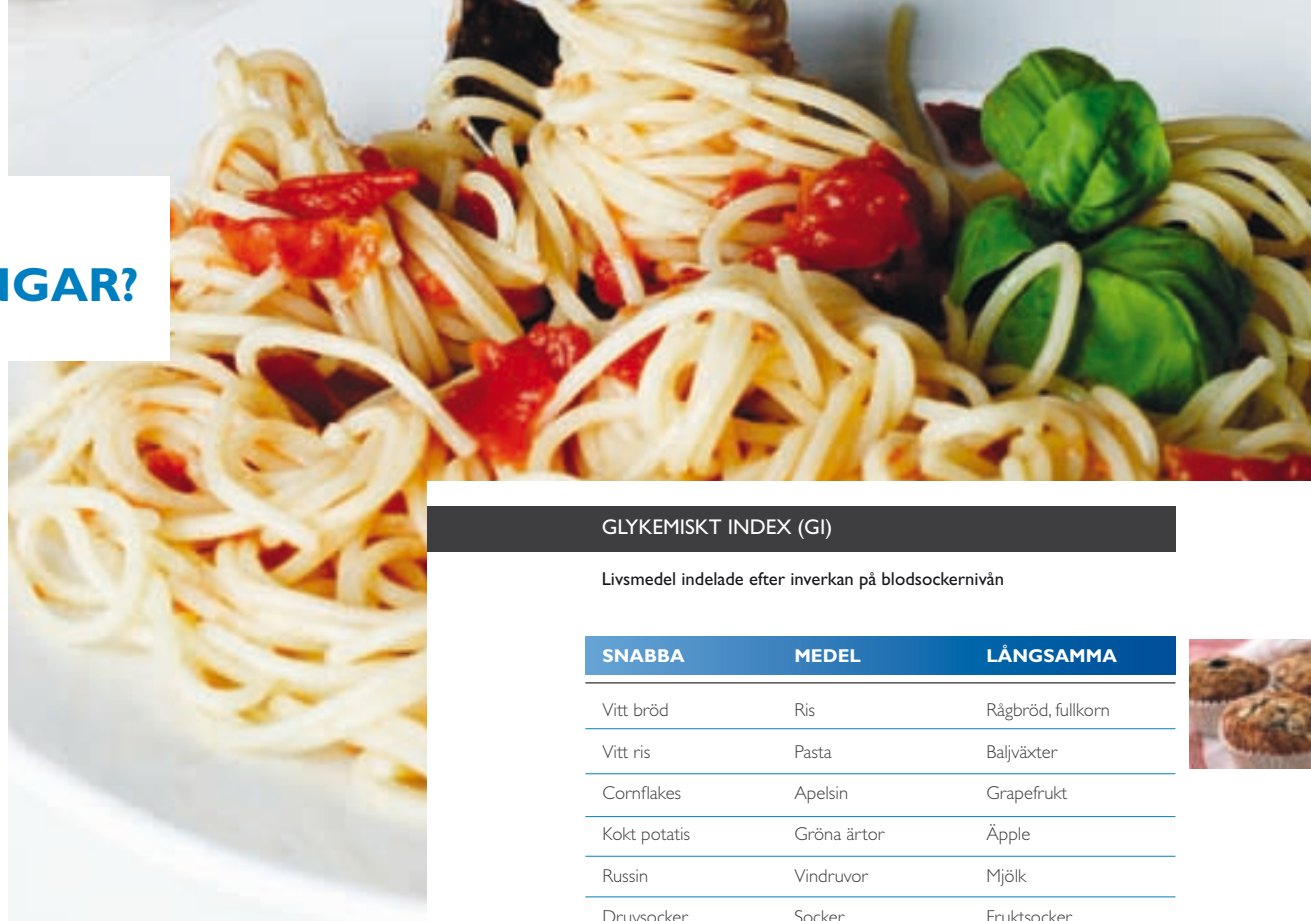 IGAR?
GLYKEMISKT INDEX (GI)
Livsmedel indelade efter inverkan på blodsockernivån
SNABBA MEDEL LÅNGSAMMA
Vitt bröd Ris Rågbröd, fullkorn
Vitt ris Pasta Baljväxter
Cornflakes Apelsin Grapefrukt
Kokt potatis Gröna ärtor Äpple
Russin Vindruvor Mjölk
Druvsocker Socker Fruktsocker